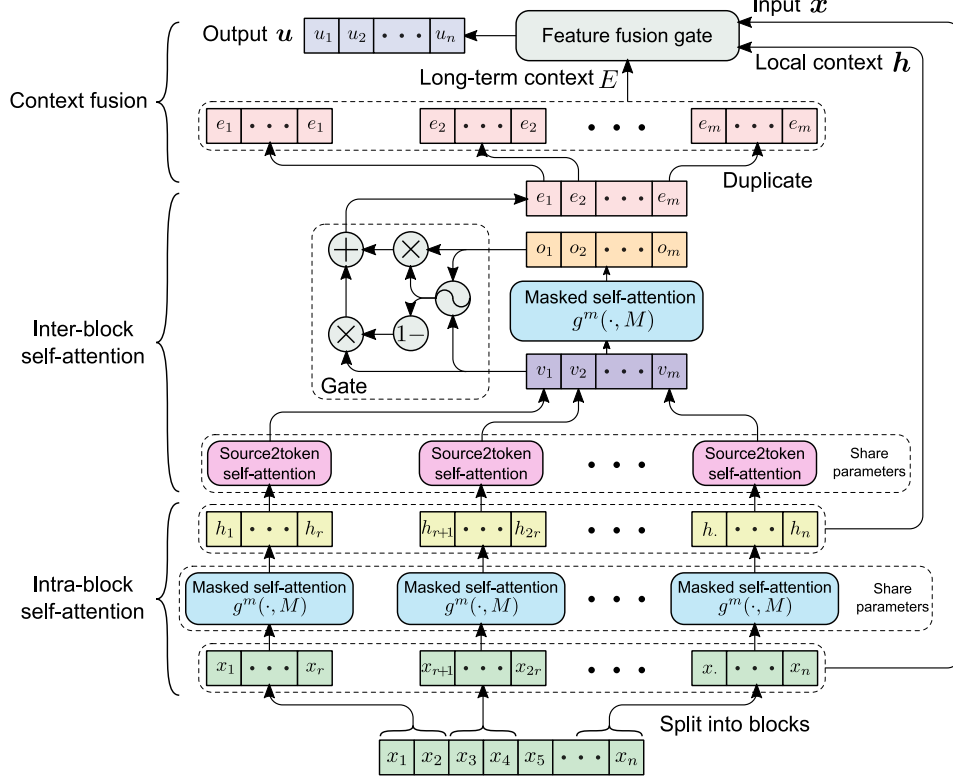 Input x
Output u
u1 u2 · · · un
Feature fusion gate
Local context h
Long-term context E
Context fusion
e1 · · · e1
e2 · · · e2
· · ·
em · · · em
Duplicate
e1 e2 · · · em
+
×
o1 o2 · · · om
Masked self-attention
g^m(·, M)
Inter-block
self-attention
×
1−
Gate
v1 v2 · · · vm
Source2token
self-attention
Source2token
self-attention
· · ·
Source2token
self-attention
Share
parameters
h1 · · · hr
hr+1 · · · h2r
· · ·
h. · · · hn
Intra-block
self-attention
Masked self-attention
g^m(·, M)
Masked self-attention
g^m(·, M)
· · ·
Masked self-attention
g^m(·, M)
Share
parameters
x1 · · · xr
xr+1 · · · x2r
· · ·
x. · · · xn
Split into blocks
x1 x2 x3 x4 x5 · · · xn